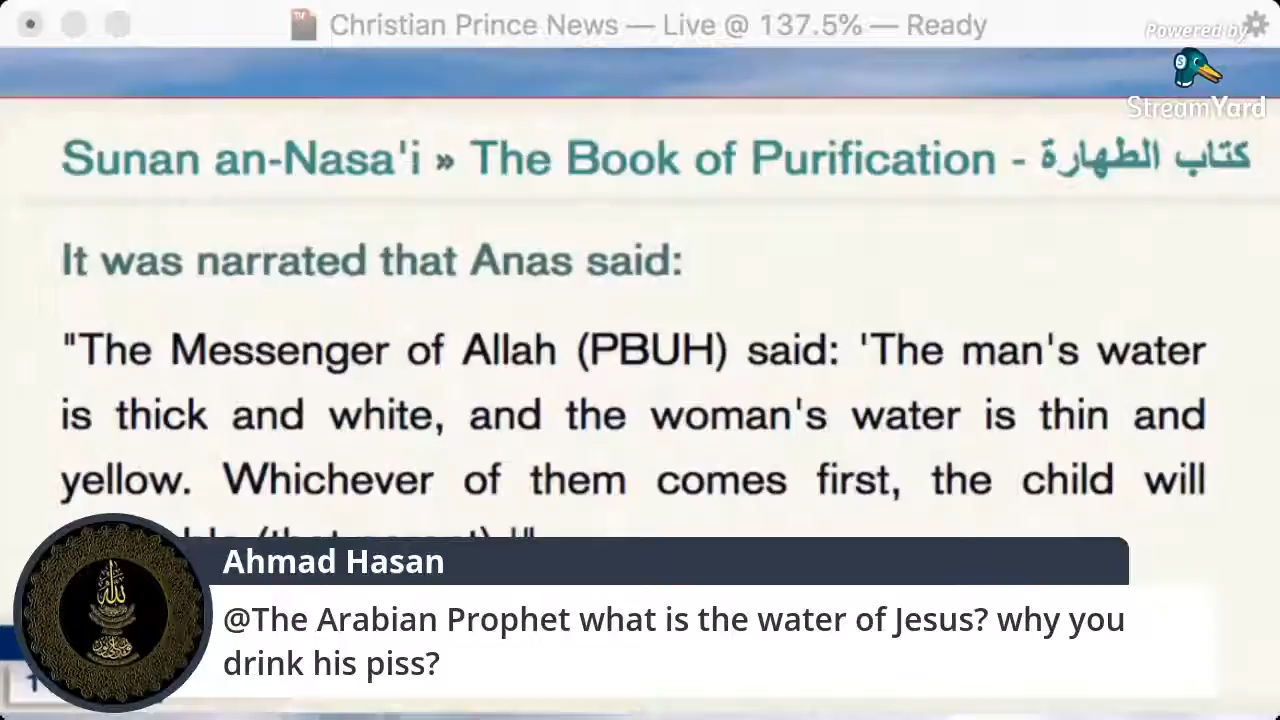 Christian Prince News — Live @ 137.5% — Ready
Powered by
StreamYard
Sunan an-Nasa'i » The Book of Purification - كتاب الطهارة
It was narrated that Anas said:
"The Messenger of Allah (PBUH) said: 'The man's water
is thick and white, and the woman's water is thin and
yellow. Whichever of them comes first, the child will
(that parent).'"
Ahmad Hasan
@The Arabian Prophet what is the water of Jesus? why you
drink his piss?